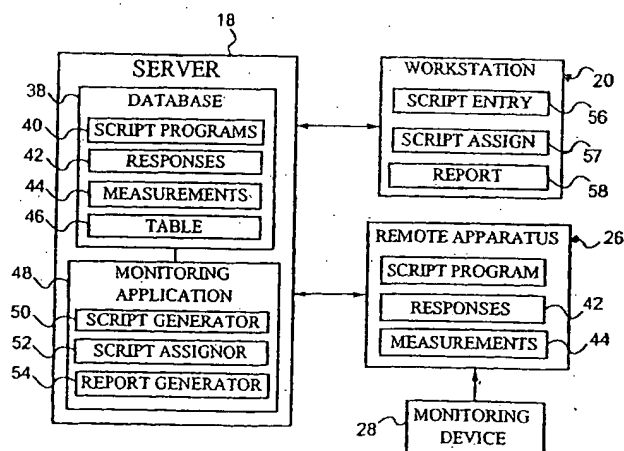 18
SERVER
38
DATABASE
40
SCRIPT PROGRAMS
42
RESPONSES
44
MEASUREMENTS
46
TABLE
48
MONITORING
APPLICATION
50
SCRIPT GENERATOR
52
SCRIPT ASSIGNOR
54
REPORT GENERATOR
WORKSTATION
20
SCRIPT ENTRY
56
SCRIPT ASSIGN
57
REPORT
58
REMOTE APPARATUS
26
SCRIPT PROGRAM
RESPONSES
42
MEASUREMENTS
44
28
MONITORING
DEVICE